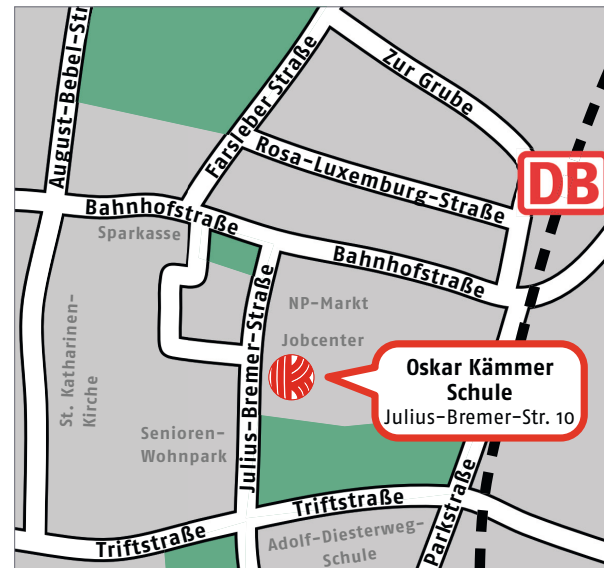 August-Bebel-Str
Farsleber Straße
Zur Grube
Rosa-Luxemburg-Straße
DB
Bahnhofstraße
Sparkasse
Bahnhofstraße
NP-Markt
Jobcenter
Julius-Bremer-Straße
St. Katharinen-
Kirche
Oskar Kämmer
Schule
Julius-Bremer-Str. 10
Senioren-
Wohnpark
Triftstraße
Triftstraße
Adolf-Diesterweg-
Schule
Parkstraße